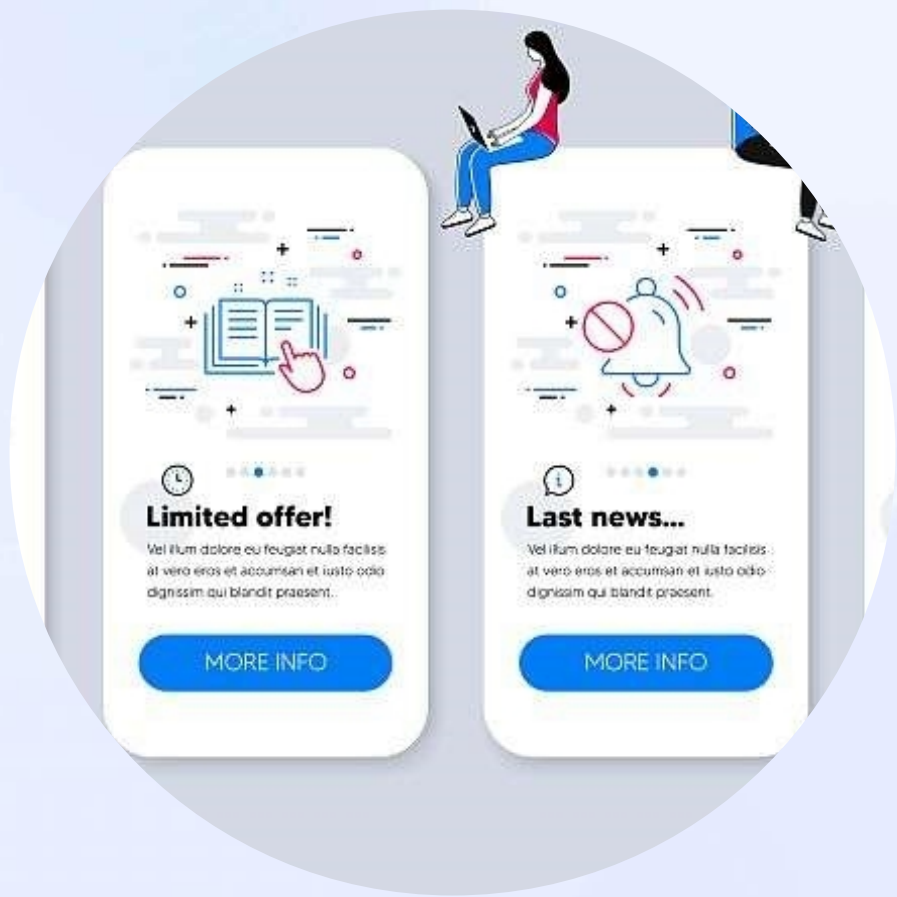 Limited offer!
Vel illum dolore eu feugiat nulla facilisis
at vero eros et accumsan et iusto odio
dignissim qui blandit praesent.
MORE INFO
Last news...
Vel illum dolore eu feugiat nulla facilisis
at vero eros et accumsan et iusto odio
dignissim qui blandit praesent.
MORE INFO